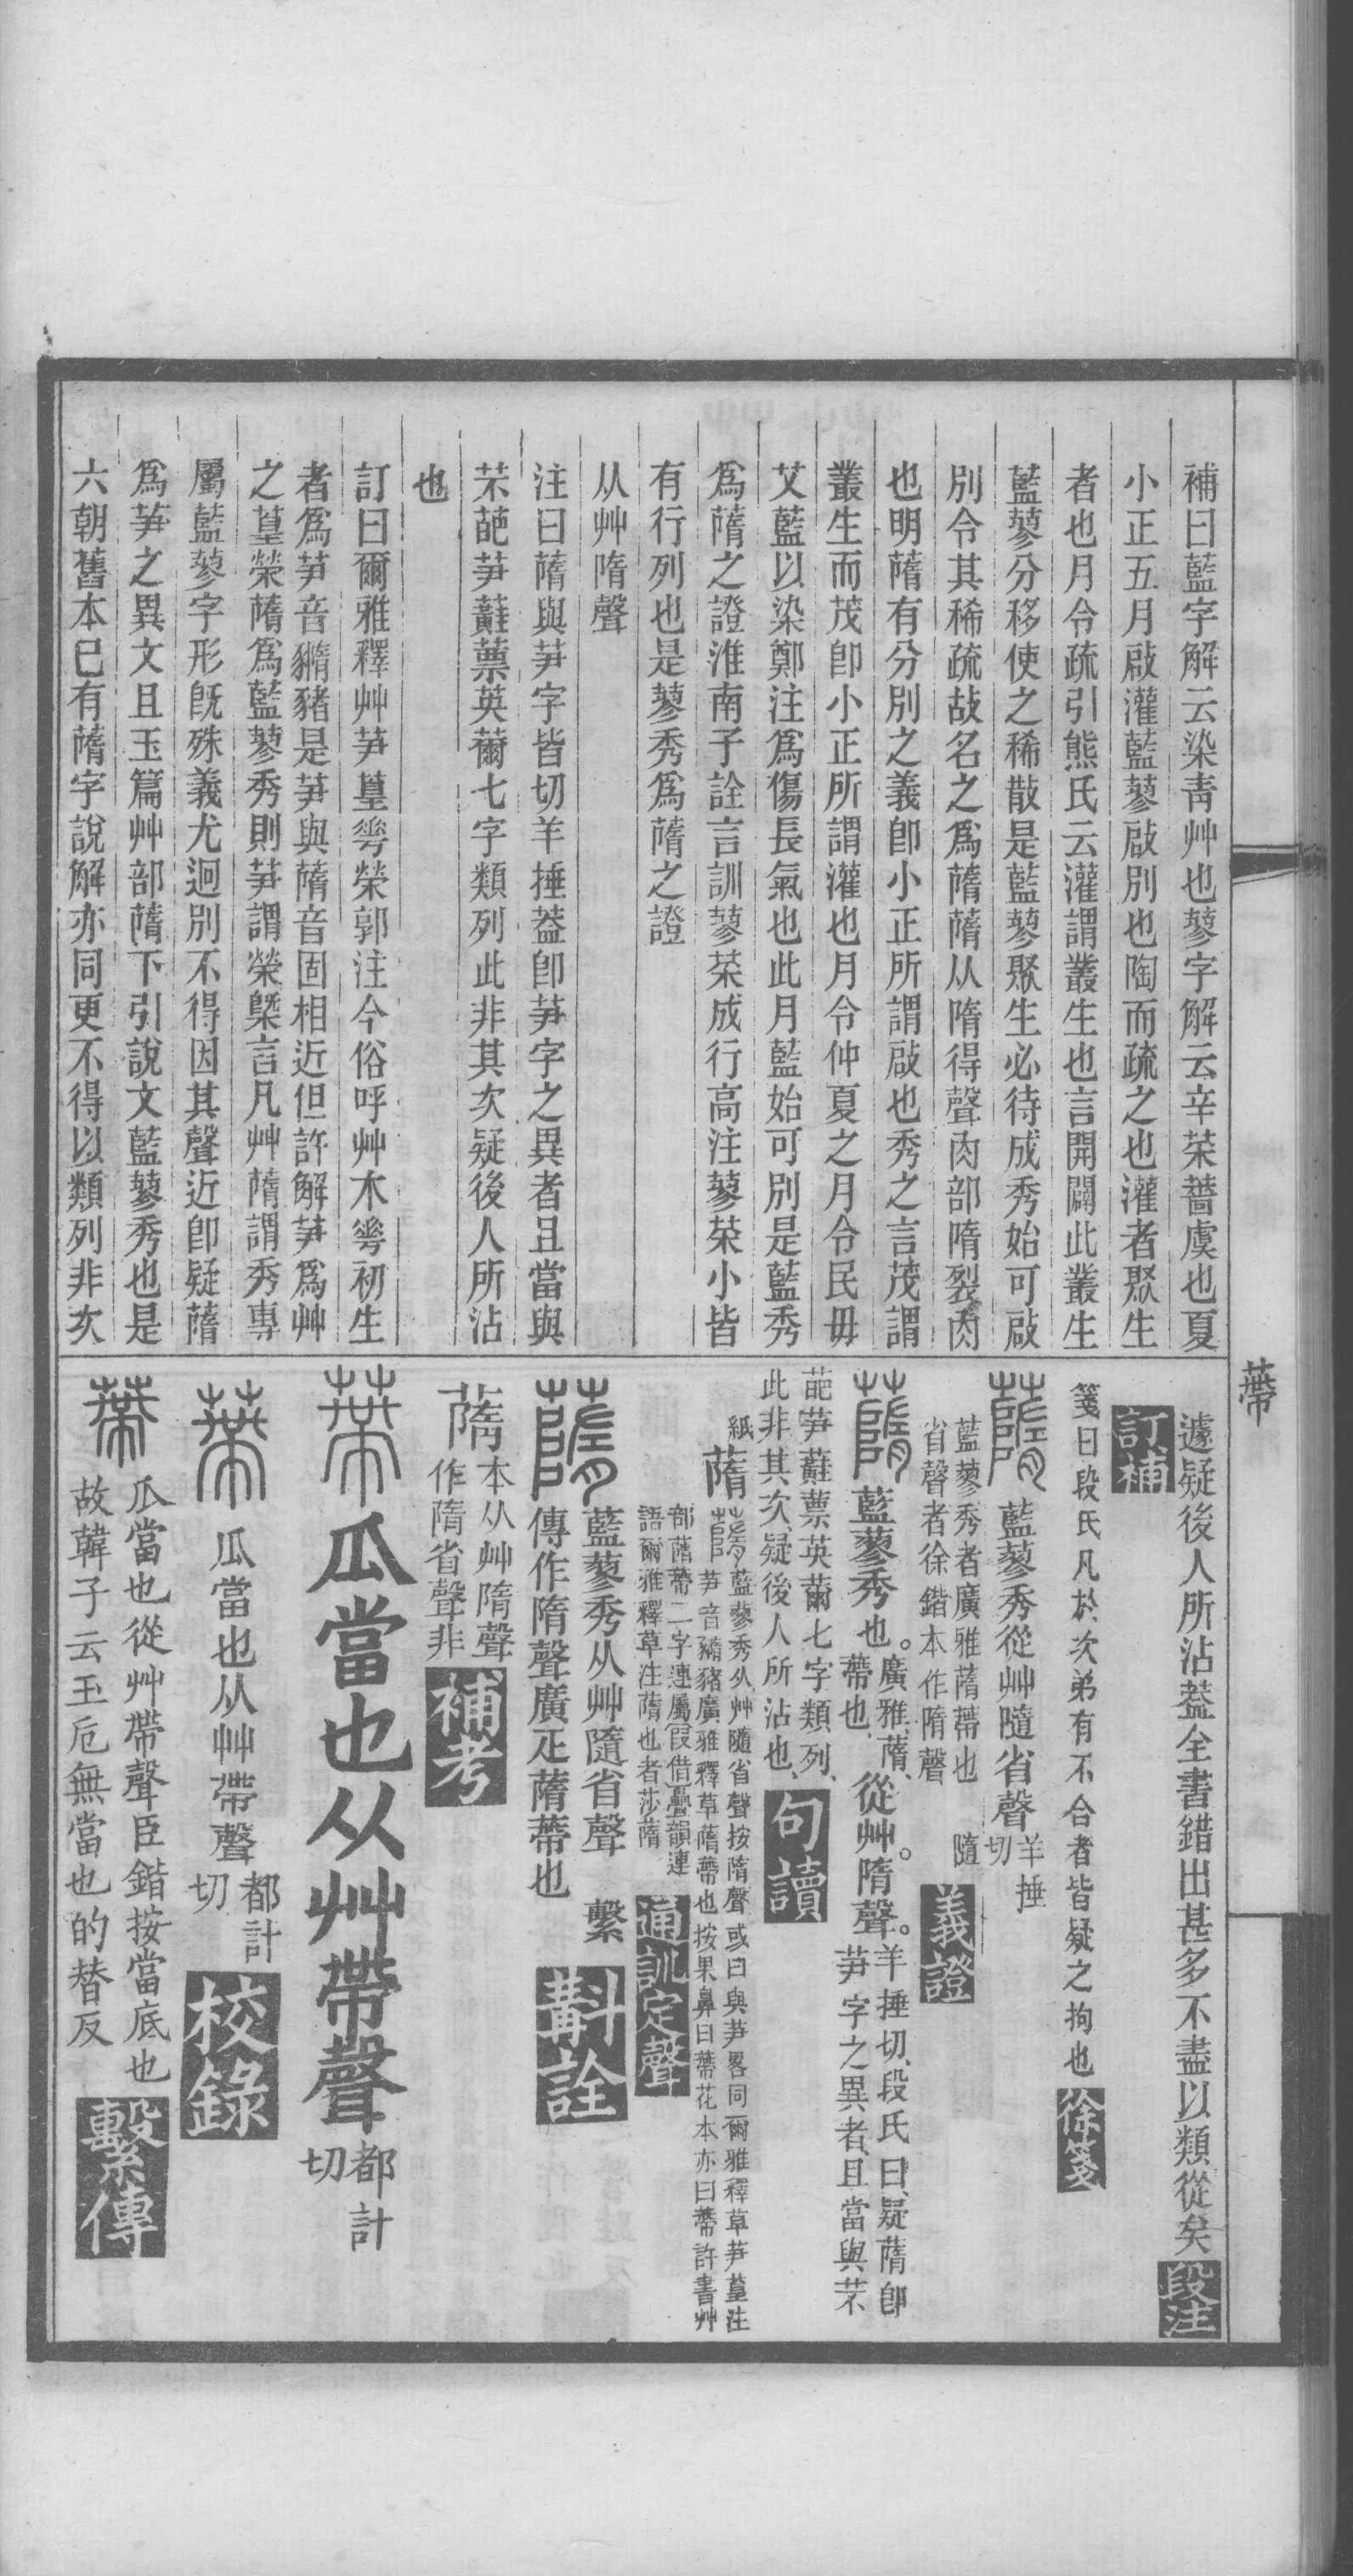 補曰藍字解云染靑艸也蓼字解云辛菜薔虞也夏
小正五月啟灌藍蓼啟別也陶而疏之也灌者聚生
者也月令疏引熊氏云灌謂叢生也言開闢此叢生
藍蓼分移使之稀散是藍蓼聚生必待成秀始可啟
別令其稀疏故名之爲蓨蓨从隋得聲肉部隋裂肉
也明蓨有分別之義卽小正所謂啟也秀之言茂謂
叢生而茂卽小正所謂灌也月令仲夏之月令民毋
艾藍以染鄭注爲傷長氣也此月藍始可別是藍秀
爲蓨之證淮南子詮言訓蓼菜成行高注蓼菜小皆
有行列也是蓼秀爲蓨之證
从艸隋聲
注曰蓨與芛字皆切羊捶葢卽芛字之異者且當與
芣葩芛蘳蔈英薾七字類列此非其次疑後人所沾
也
訂曰爾雅釋艸芛葟華榮郭注今俗呼艸木華初生
者爲芛音豨豬是芛與蓨音固相近但許解芛爲艸
之葟榮蓨爲藍蓼秀則芛謂榮槩言凡艸蓨謂秀專
屬藍蓼字形旣殊義尤迥別不得因其聲近卽疑蓨
爲芛之異文且玉篇艸部蓨下引說文藍蓼秀也是
六朝舊本已有蓨字說解亦同更不得以類列非次
遽疑後人所沾葢全書錯出甚多不盡以類從矣 段注
訂補
箋曰段氏凡於次弟有不合者皆疑之拘也 徐箋
藍蓼秀從艸隨省聲 羊捶
切 隨
藍蓼秀者廣雅蓨蔕也
省聲者徐鍇本作隋聲 義證
藍蓼秀也。廣雅、蓨、
蔕也、從艸。隋聲。羊捶切、段氏曰、疑蓨卽
芛字之異者、且當與芣
葩芛蘳蔈英薾七字類列、
此非其次、疑後人所沾也、 句讀
紙 蓨 藍蓼秀从艸隨省聲按隋聲或曰與芛畧同爾雅釋草芛葟注
芛音豨豬廣雅釋草蓨蔕也按果鼻曰蔕花本亦曰蔕許書艸
部蓨蔕二字連屬叚借疊韻連
語爾雅釋草注蓨也者莎蓨 通訓定聲
藍蓼秀从艸隨省聲 繫
傳作隋聲廣疋蓨蔕也 斠詮
蓨 本从艸隋聲
作隋省聲非 補考
瓜當也从艸帶聲 都計
切
瓜當也从艸帶聲 都計
切 校錄
瓜當也從艸帶聲臣鍇按當底也
故韓子云玉卮無當也的替反 繫傳
蔕